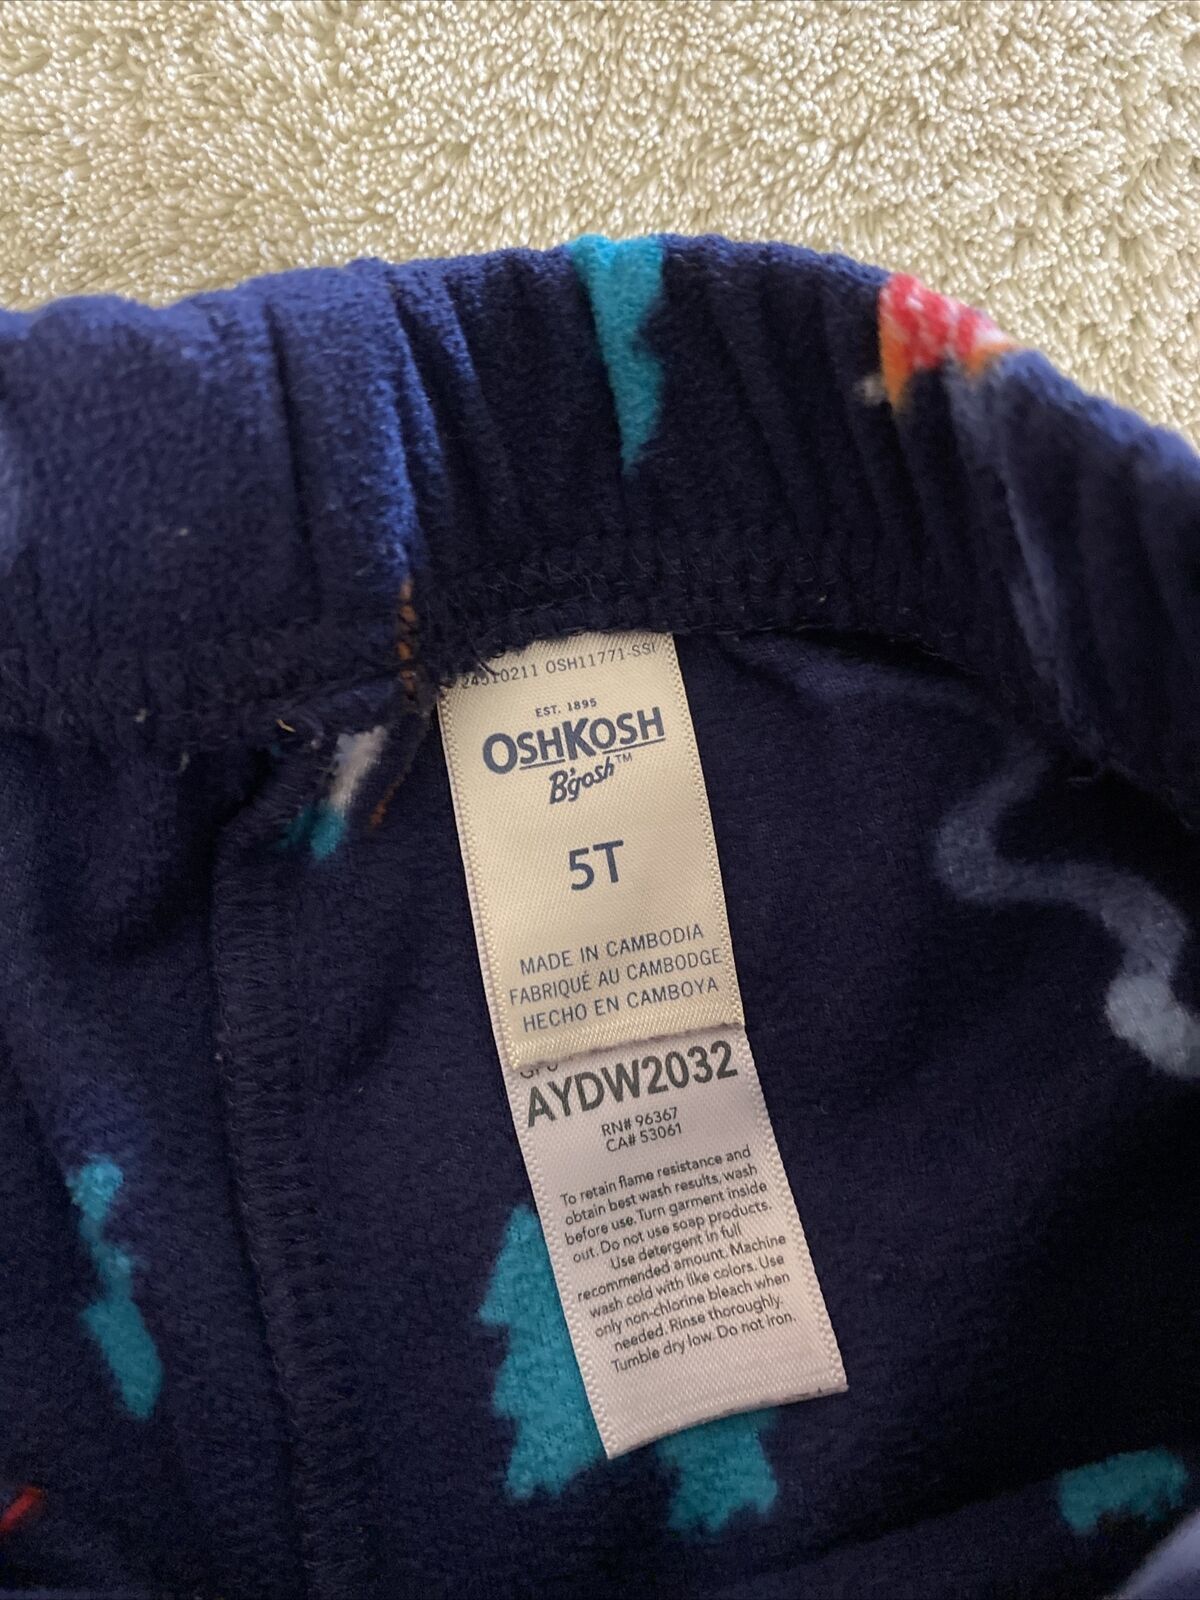 24510211 OSH11771-SS
EST. 1895
OSHKOSH
B'gosh™
5T
MADE IN CAMBODIA
FABRIQUÉ AU CAMBODGE
HECHO EN CAMBOYA
AYDW2032
RN# 96367
CA# 53061
To retain flame resistance and
obtain best wash results, wash
before use. Turn garment inside
out. Do not use soap products.
Use detergent in full
recommended amount. Machine
wash cold with like colors. Use
only non-chlorine bleach when
needed. Rinse thoroughly.
Tumble dry low. Do not iron.